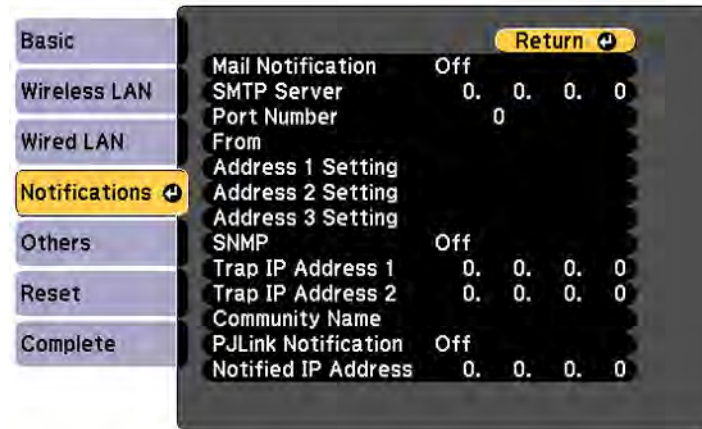 Basic
Wireless LAN
Wired LAN
Notifications
Others
Reset
Complete
Return
Mail Notification Off
SMTP Server 0. 0. 0. 0
Port Number 0
From
Address 1 Setting
Address 2 Setting
Address 3 Setting
SNMP Off
Trap IP Address 1 0. 0. 0. 0
Trap IP Address 2 0. 0. 0. 0
Community Name
PJLink Notification Off
Notified IP Address 0. 0. 0. 0